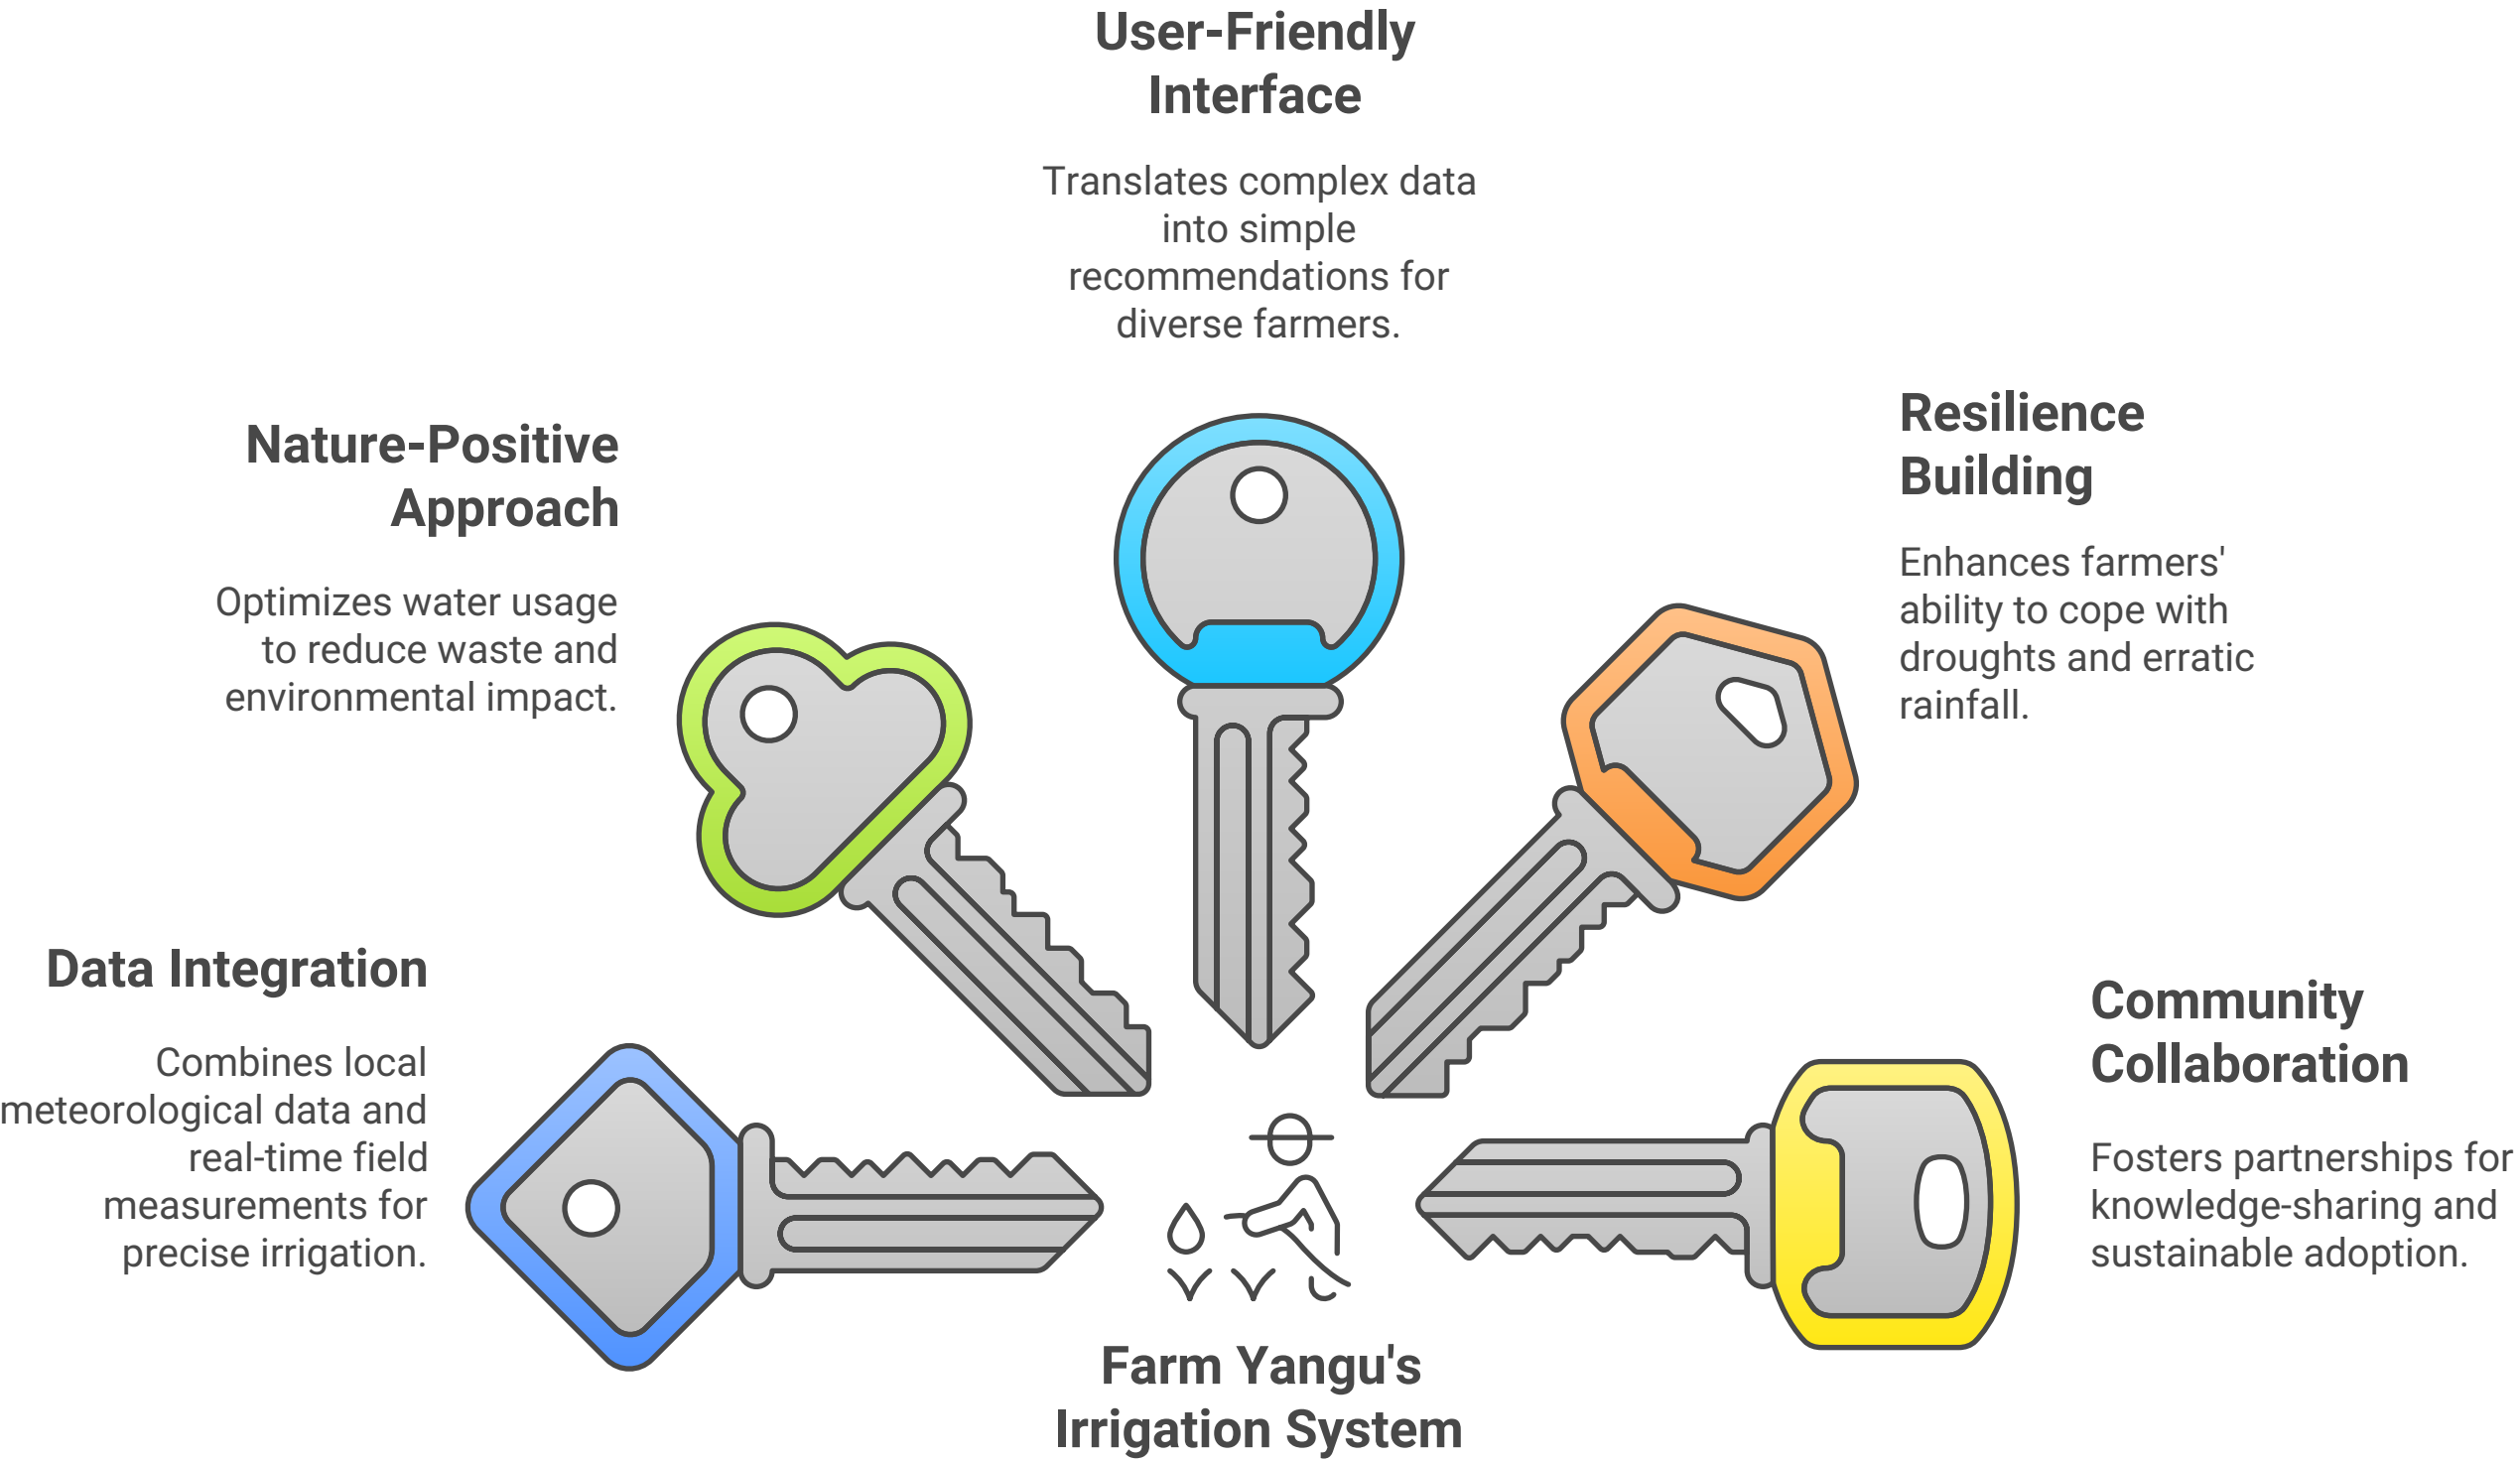 User-Friendly
Interface
Translates complex data
into simple
recommendations for
diverse farmers.
Nature-Positive
Approach
Optimizes water usage
to reduce waste and
environmental impact.
Resilience
Building
Enhances farmers'
ability to cope with
droughts and erratic
rainfall.
Data Integration
Combines local
meteorological data and
real-time field
measurements for
precise irrigation.
Community
Collaboration
Fosters partnerships for
knowledge-sharing and
sustainable adoption.
Farm Yangu's
Irrigation System